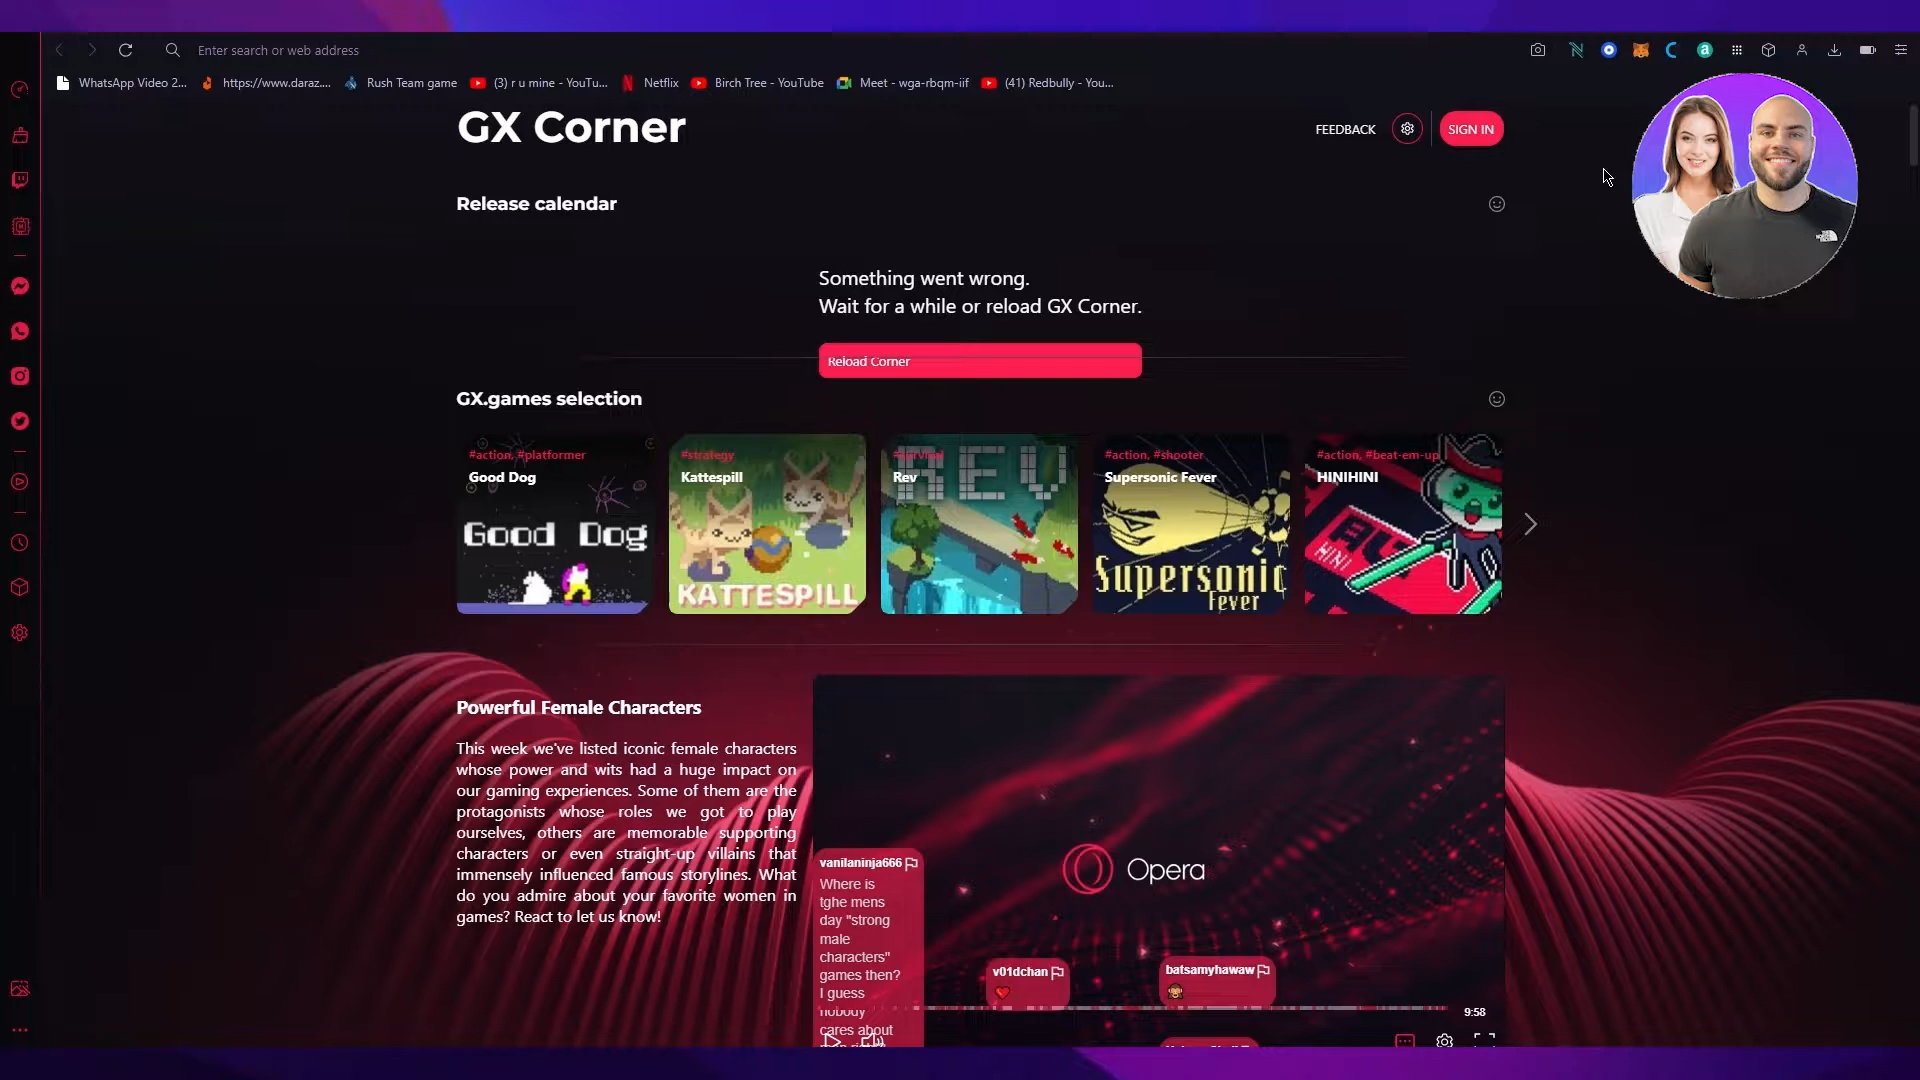 Enter search or web address
WhatsApp Video 2...
https://www.daraz....
Rush Team game
(3) r u mine - YouTu...
Netflix
Birch Tree - YouTube
Meet - wga-rbqm-iif
(41) Redbully - You...
GX Corner
FEEDBACK
SIGN IN
Release calendar
Something went wrong.
Wait for a while or reload GX Corner.
Reload Corner
GX.games selection
#action, #platformer
Good Dog
Good Dog
#strategy
Kattespill
KATTESPILL
Rev
REV
#action, #shooter
Supersonic Fever
Supersonic
Fever
#action, #beat-em-up
HINIHINI
HINI
Powerful Female Characters
This week we've listed iconic female characters
whose power and wits had a huge impact on
our gaming experiences. Some of them are the
protagonists whose roles we got to play
ourselves, others are memorable supporting
characters or even straight-up villains that
immensely influenced famous storylines. What
do you admire about your favorite women in
games? React to let us know!
Opera
vanilaninja666
Where is
tghe mens
day "strong
male
characters"
games then?
I guess
nobody
cares about
v01dchan
batsamyhawaw
9:58